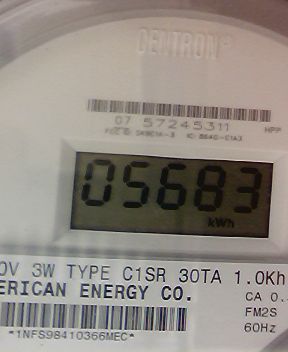 CENTRON®
07 57245311
HPP
05683
kWh
0V 3W TYPE C1SR 30TA 1.0Kh
ERICAN ENERGY CO.
CA 0.
FM2S
60Hz
*1NFS98410366MEC*